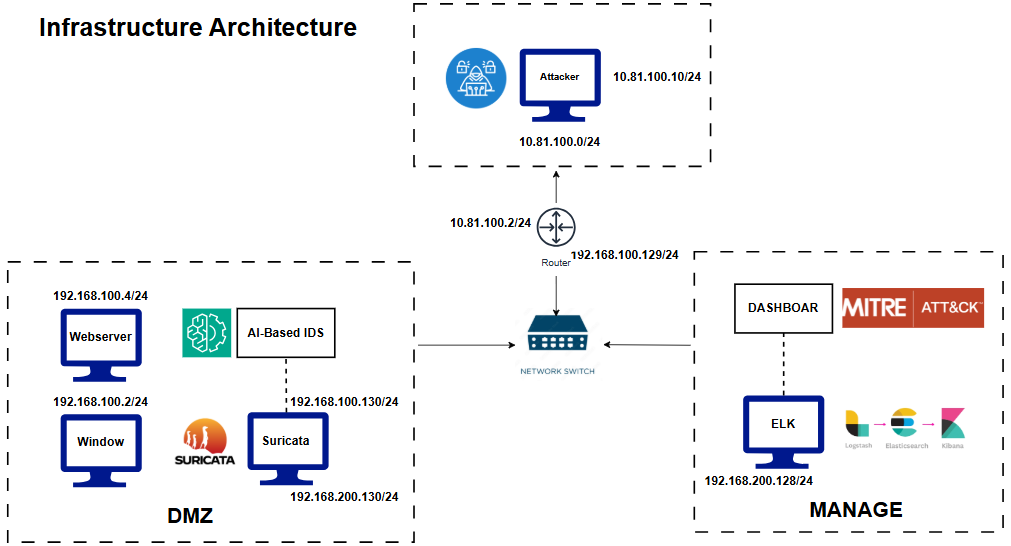 Infrastructure Architecture
Attacker
10.81.100.10/24
10.81.100.0/24
10.81.100.2/24
192.168.100.129/24
Router
NETWORK SWITCH
192.168.100.4/24
Webserver
AI-Based IDS
192.168.100.2/24
192.168.100.130/24
Window
SURICATA
Suricata
192.168.200.130/24
DMZ
DASHBOAR
MITRE ATT&CK™
ELK
Logstash
Elasticsearch
Kibana
192.168.200.128/24
MANAGE